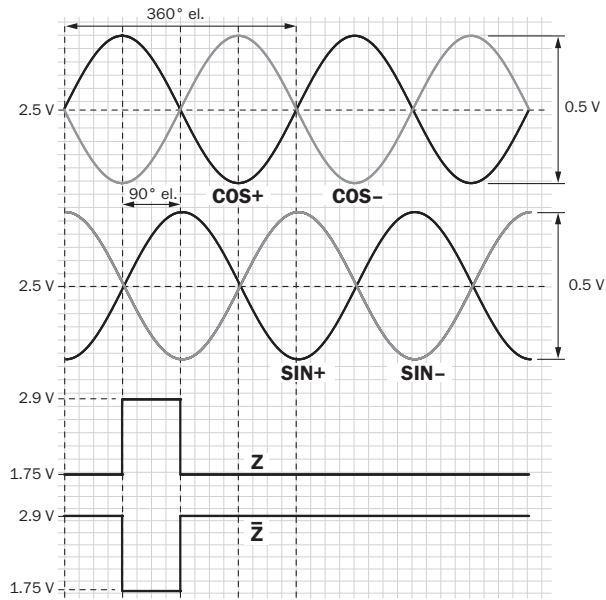 360° el.
2.5 V
0.5 V
90° el.
COS+
COS–
2.5 V
0.5 V
SIN+
SIN–
2.9 V
Z
1.75 V
2.9 V
Z̅
1.75 V